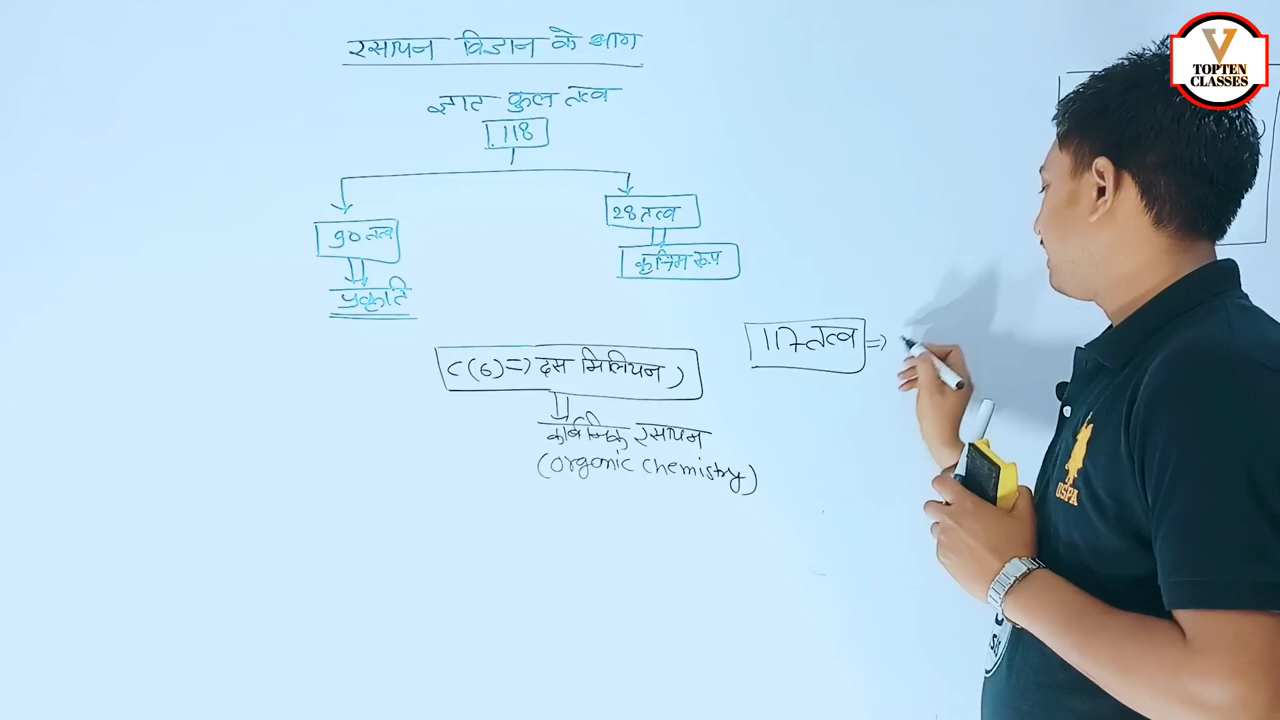 रसायन विज्ञान के भाग
ज्ञात कुल तत्व
118
90 तत्व
28 तत्व
प्रकृति
कृत्रिम रूप
C (6) => दस मिलियन )
117 तत्व =>
कार्बनिक रसायन
(organic chemistry)
V
TOPTEN
CLASSES
USPA